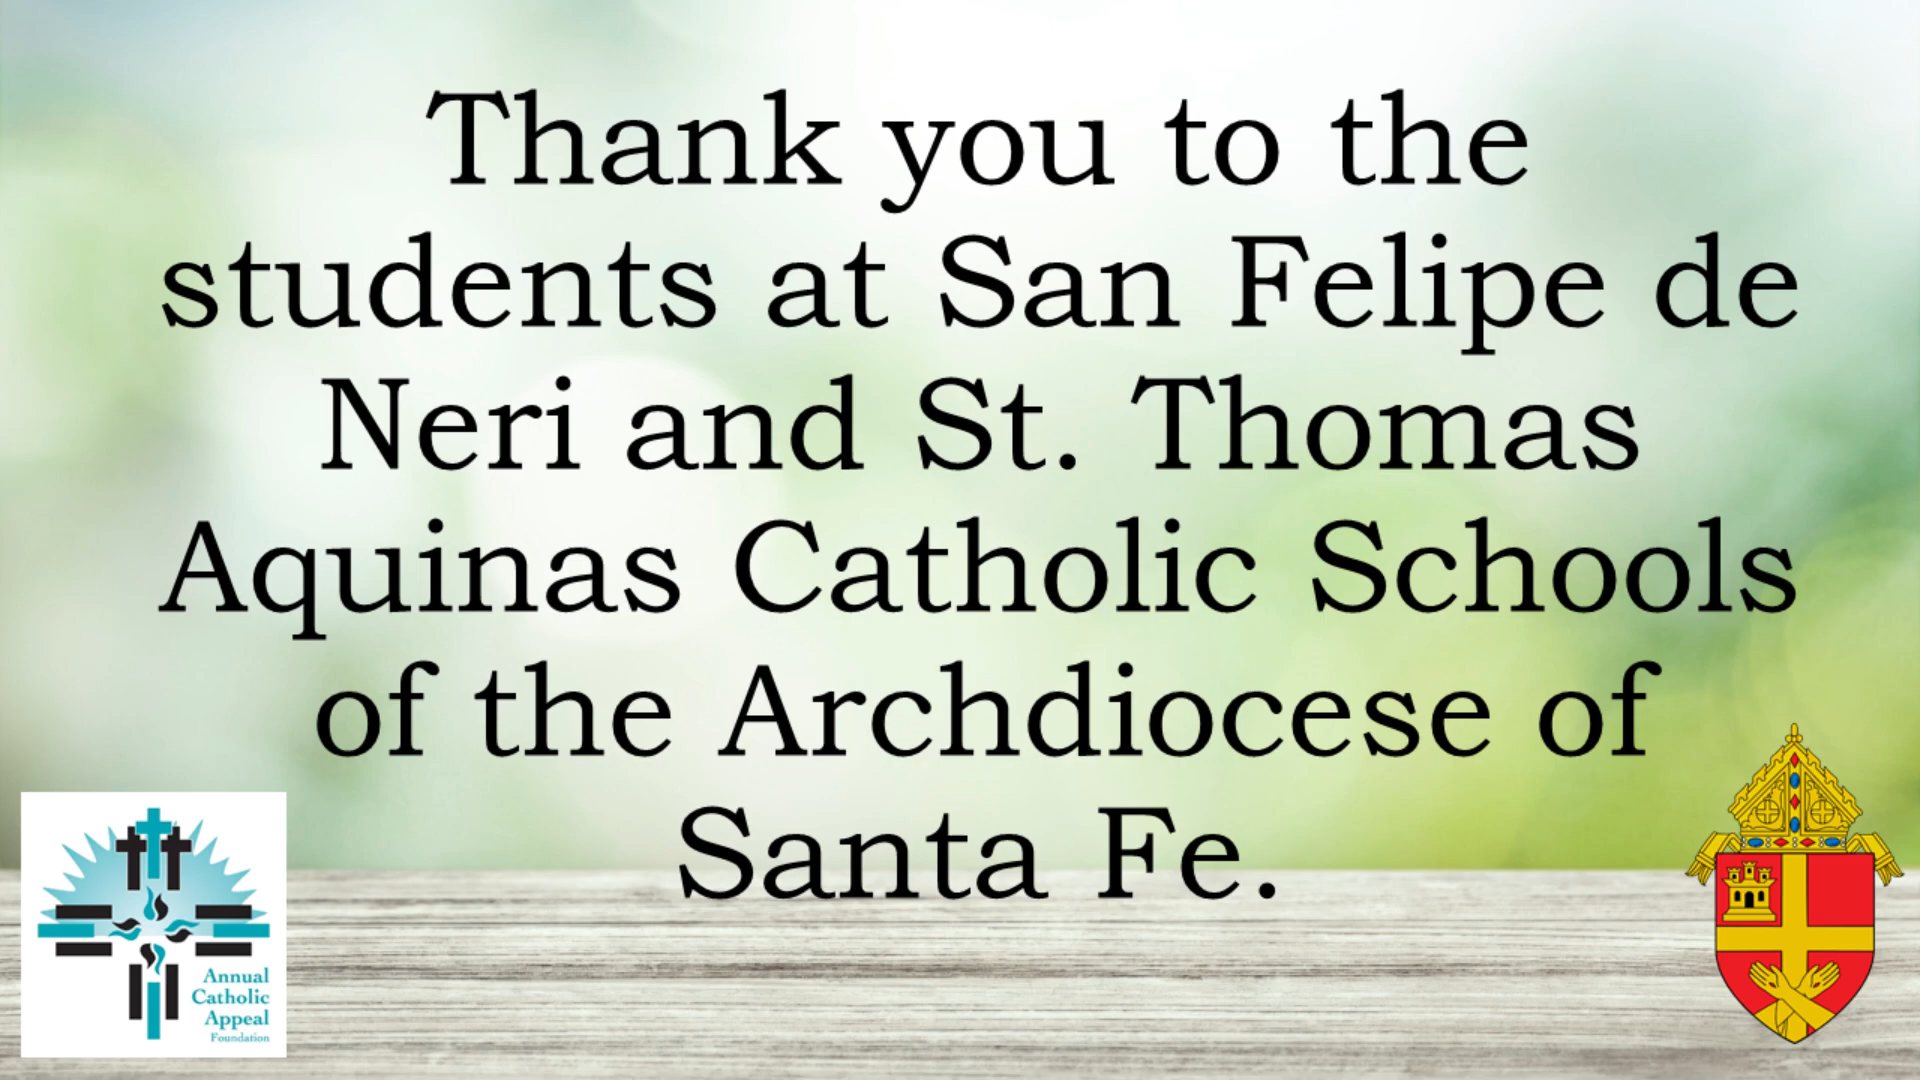 Thank you to the
students at San Felipe de
Neri and St. Thomas
Aquinas Catholic Schools
of the Archdiocese of
Santa Fe.
Annual
Catholic
Appeal
Foundation